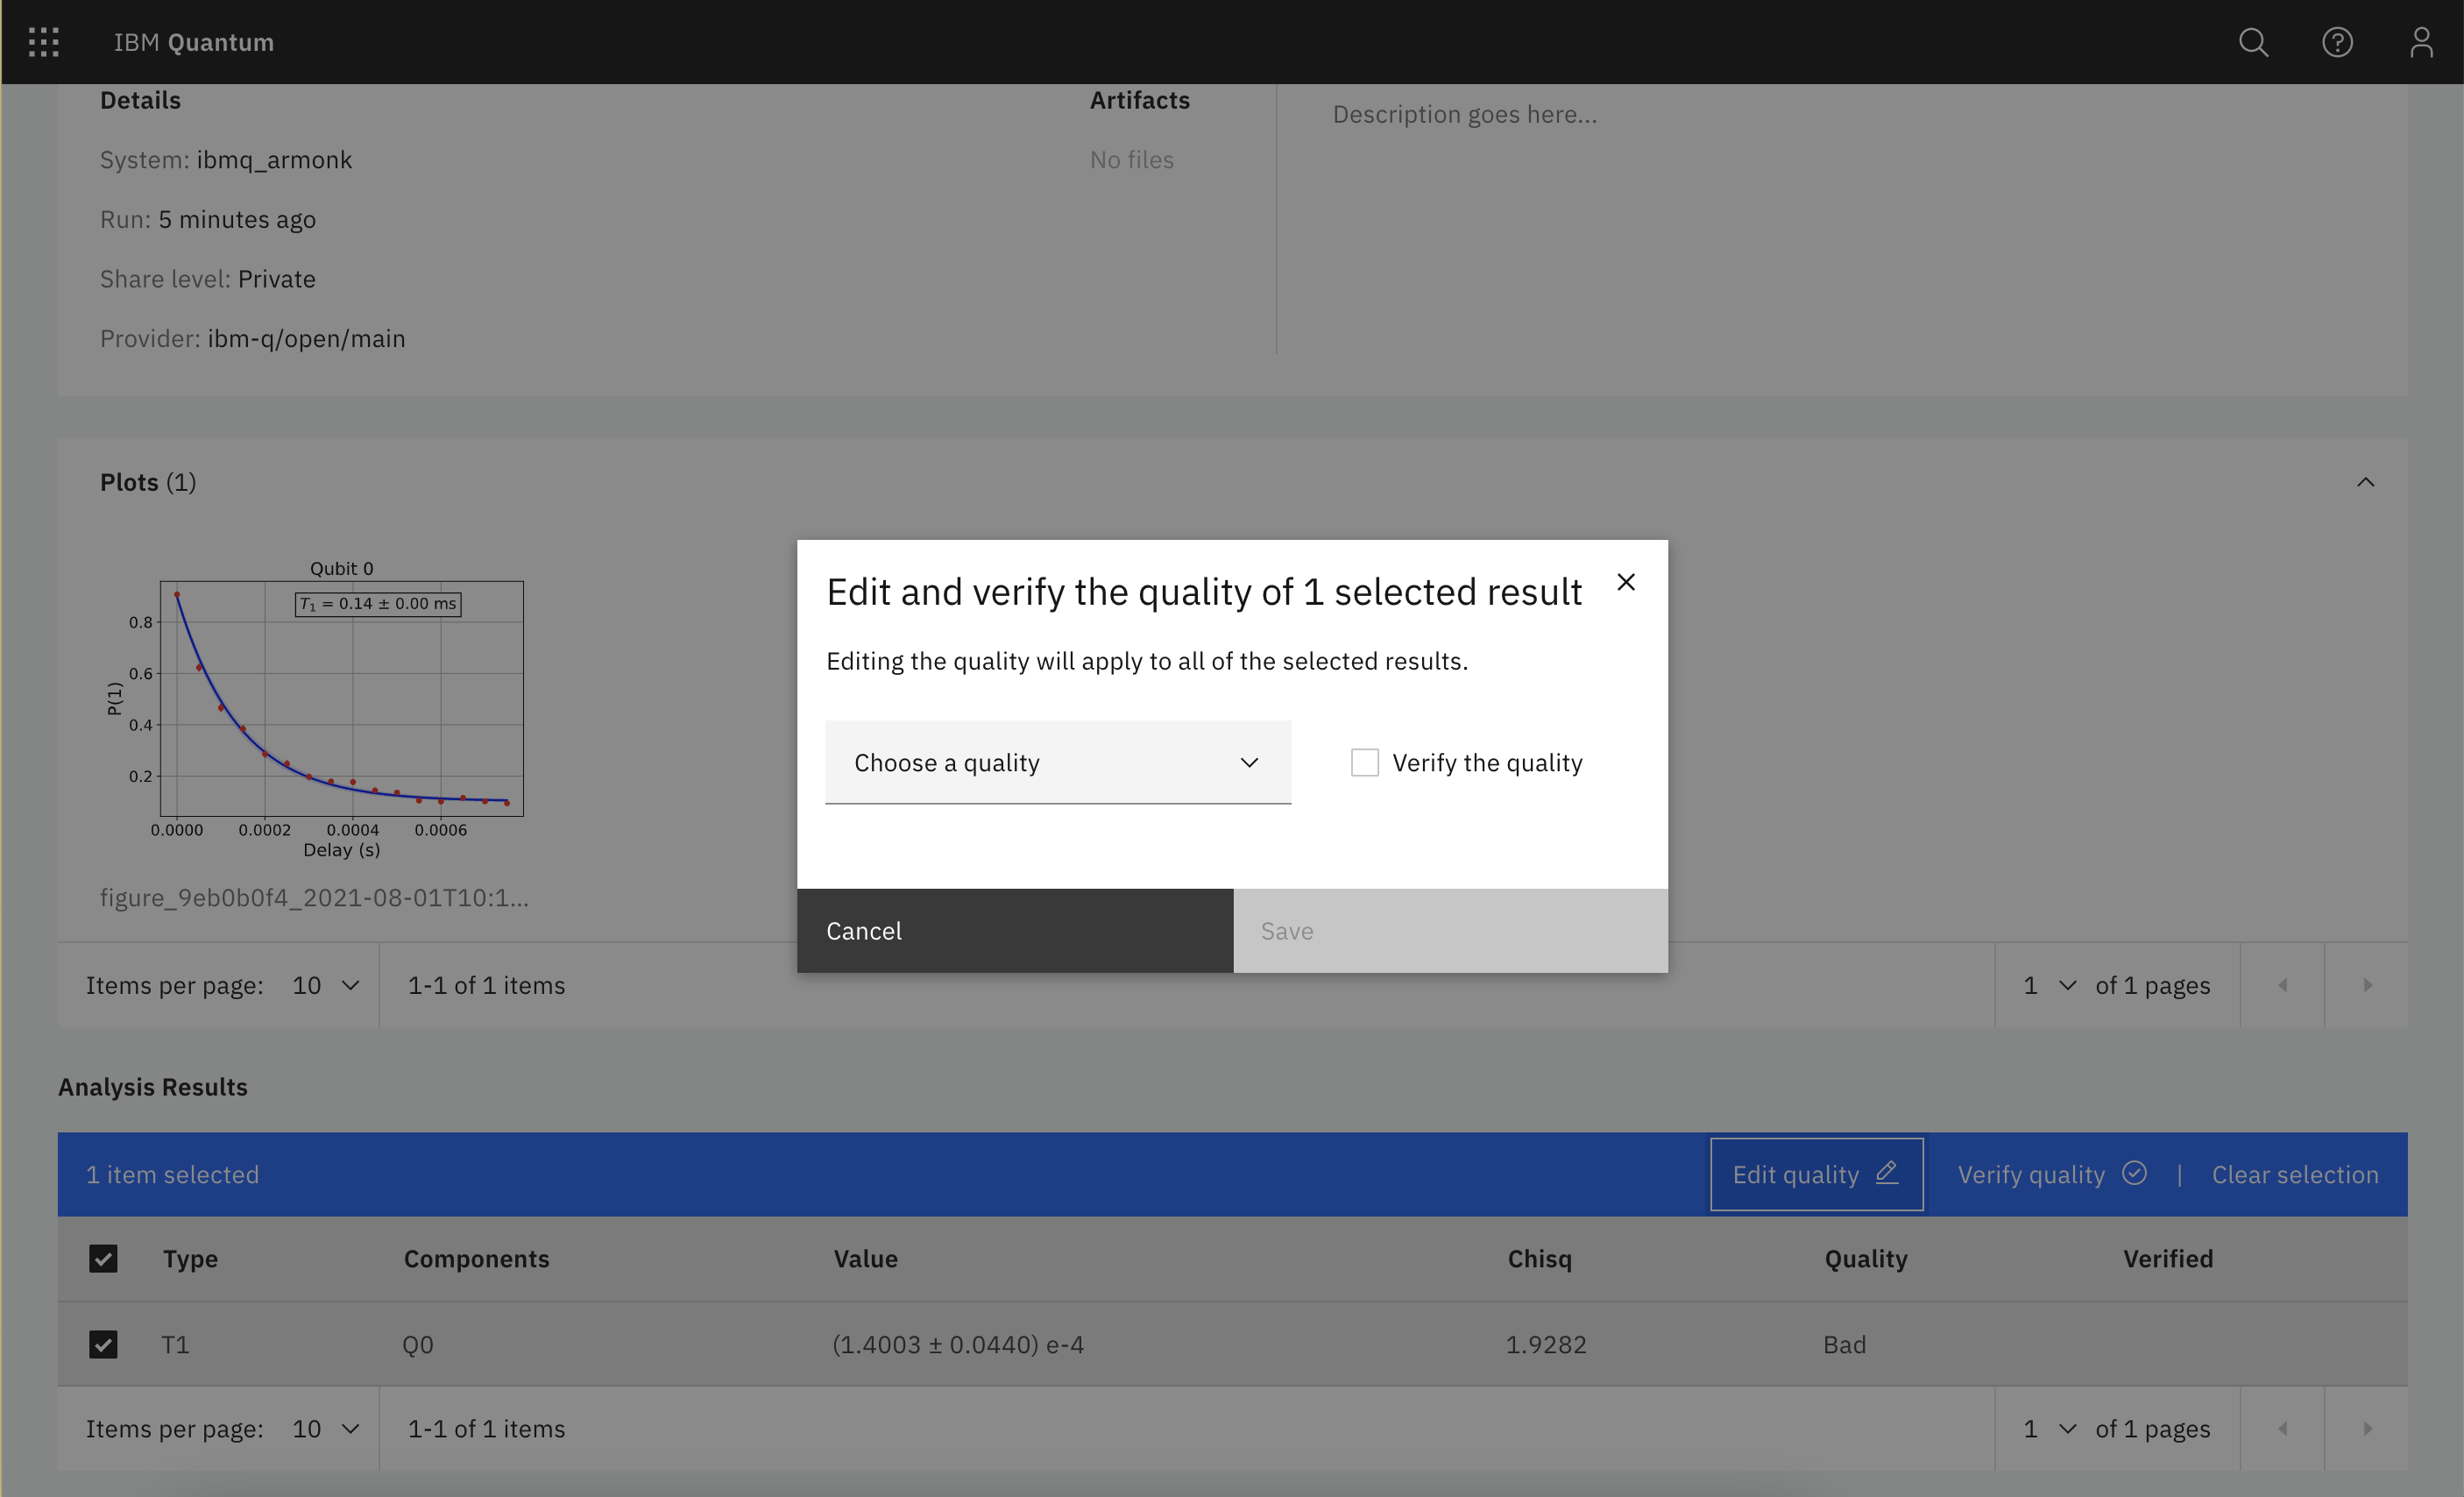 IBM Quantum
Details
Artifacts
Description goes here...
System: ibmq_armonk
No files
Run: 5 minutes ago
Share level: Private
Provider: ibm-q/open/main
Plots (1)
Qubit 0
T₁ = 0.14 ± 0.00 ms
0.8
0.6
0.4
0.2
P(1)
0.0000 0.0002 0.0004 0.0006
Delay (s)
figure_9eb0b0f4_2021-08-01T10:1...
Items per page: 10
1-1 of 1 items
1 of 1 pages
Edit and verify the quality of 1 selected result
Editing the quality will apply to all of the selected results.
Choose a quality
Verify the quality
Cancel
Save
Analysis Results
1 item selected
Edit quality
Verify quality
|
Clear selection
Type Components Value Chisq Quality Verified
T1 Q0 (1.4003 ± 0.0440) e-4 1.9282 Bad
Items per page: 10
1-1 of 1 items
1 of 1 pages